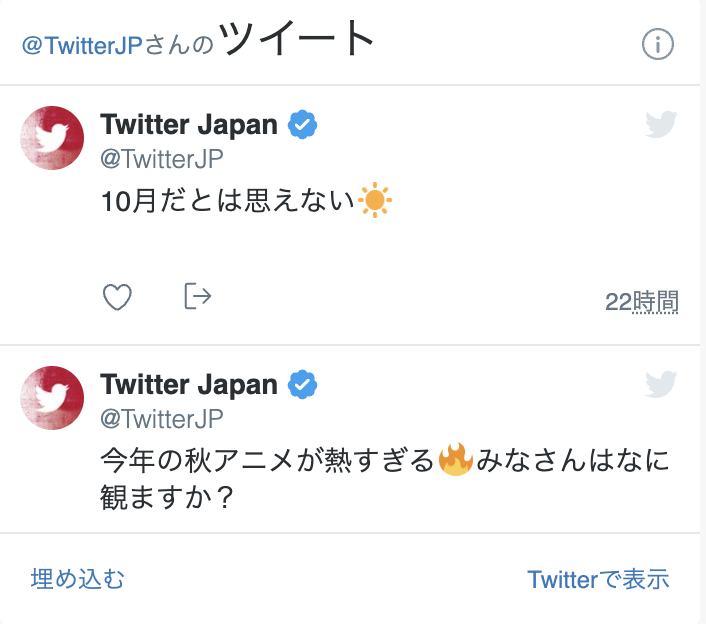 @TwitterJPさんのツイート
Twitter Japan
@TwitterJP
10月だとは思えない☀️
22時間
Twitter Japan
@TwitterJP
今年の秋アニメが熱すぎる🔥みなさんはなに
観ますか？
埋め込む
Twitterで表示